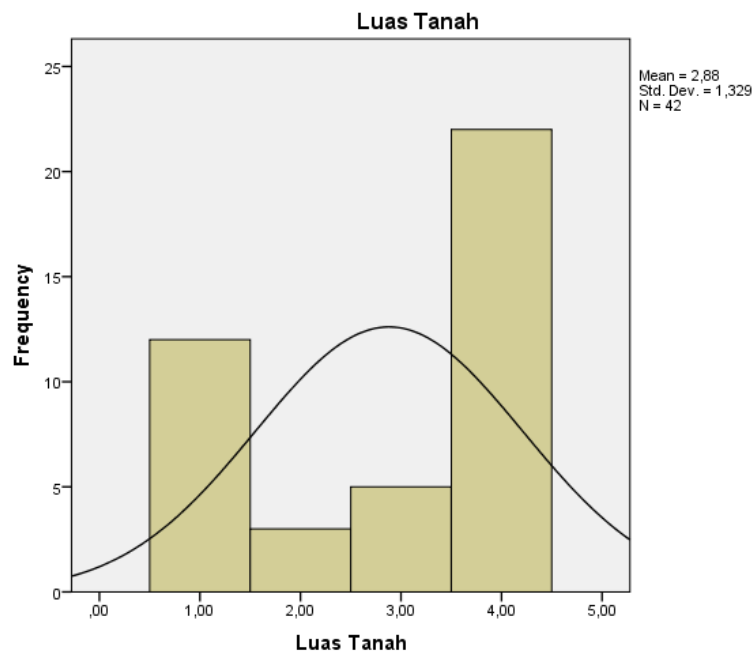 Luas Tanah
Mean = 2,88
Std. Dev. = 1,329
N = 42
Frequency
25
20
15
10
5
0
,00 1,00 2,00 3,00 4,00 5,00
Luas Tanah